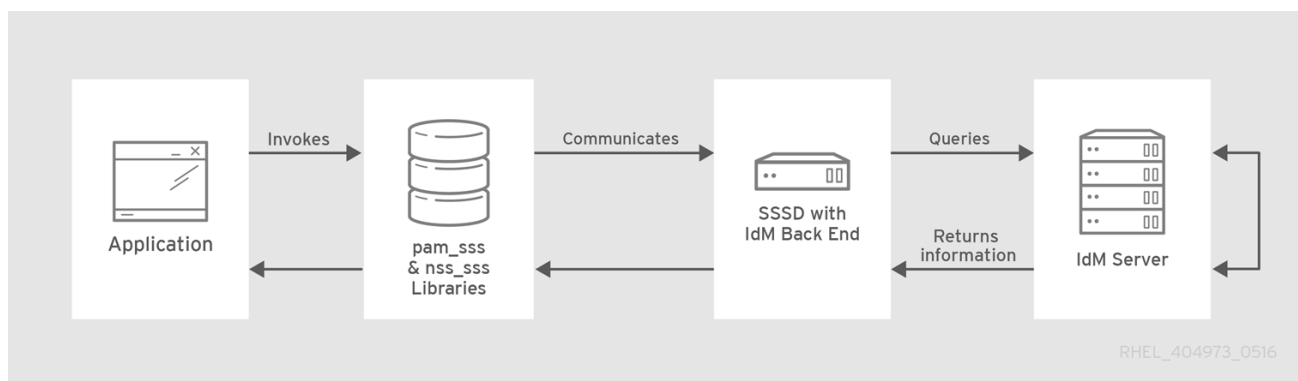 Invokes
Communicates
Queries
Application
pam_sss
& nss_sss
Libraries
SSSD with
IdM Back End
Returns
information
IdM Server
RHEL_404973_0516